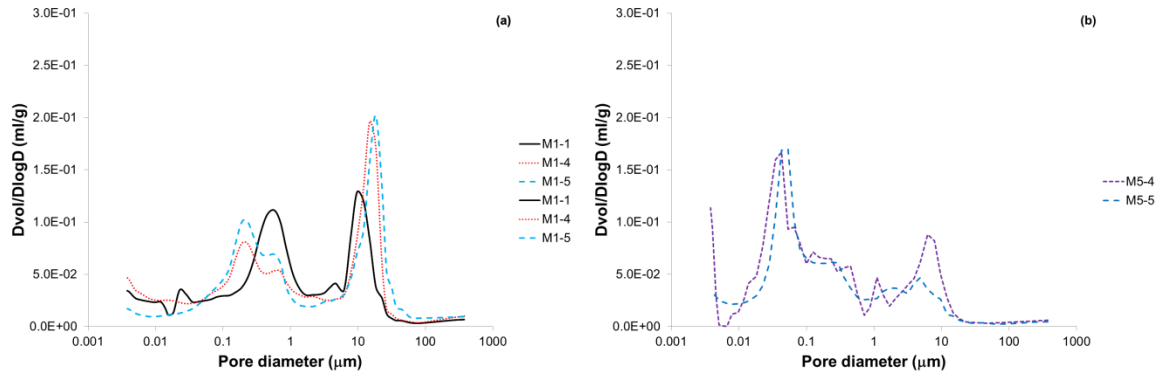 (a)
3.0E-01
2.5E-01
2.0E-01
1.5E-01
1.0E-01
5.0E-02
0.0E+00
Dvol/DlogD (ml/g)
0.001
0.01
0.1
1
10
100
1000
Pore diameter (μm)
M1-1
M1-4
M1-5
M1-1
M1-4
M1-5
(b)
3.0E-01
2.5E-01
2.0E-01
1.5E-01
1.0E-01
5.0E-02
0.0E+00
Dvol/DlogD (ml/g)
0.001
0.01
0.1
1
10
100
1000
Pore diameter (μm)
M5-4
M5-5